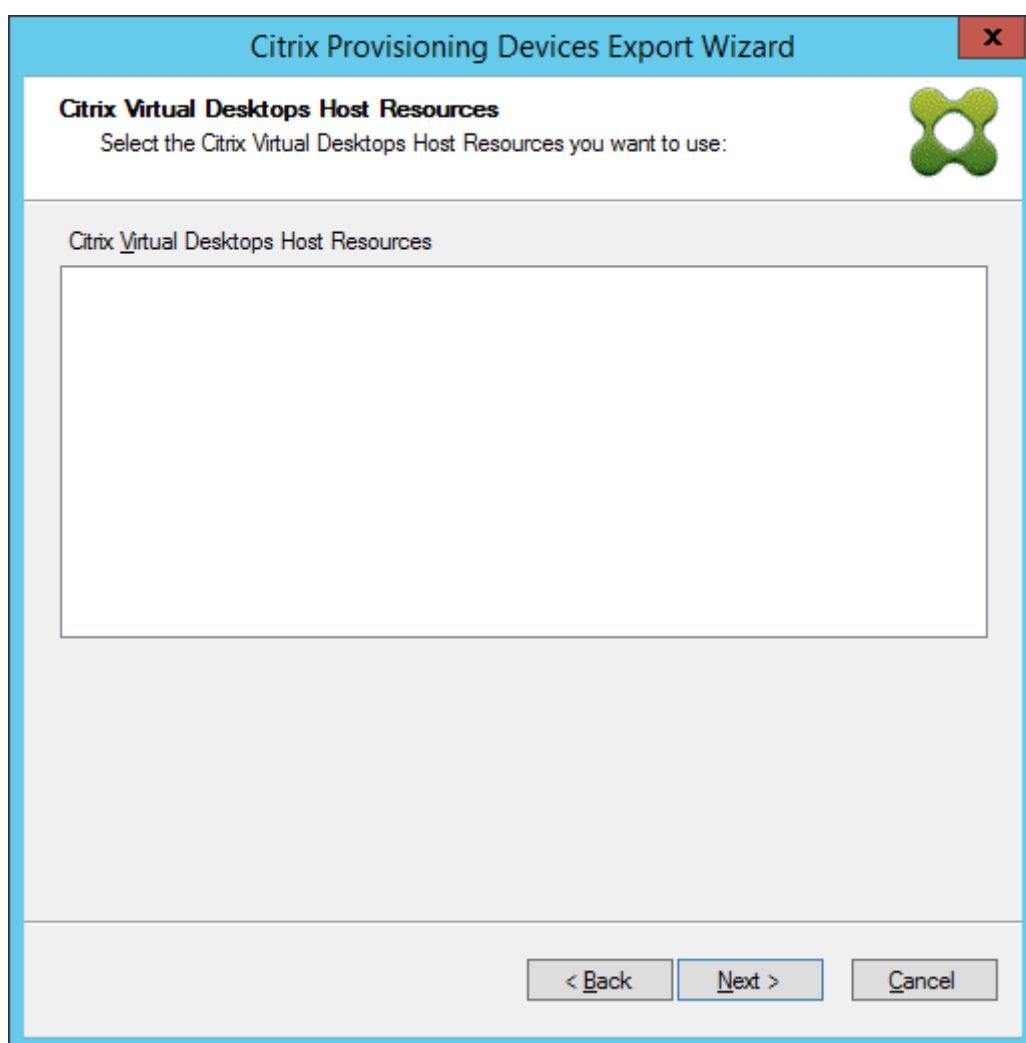 Citrix Provisioning Devices Export Wizard
x
Citrix Virtual Desktops Host Resources
Select the Citrix Virtual Desktops Host Resources you want to use:
Citrix Virtual Desktops Host Resources
< Back Next > Cancel